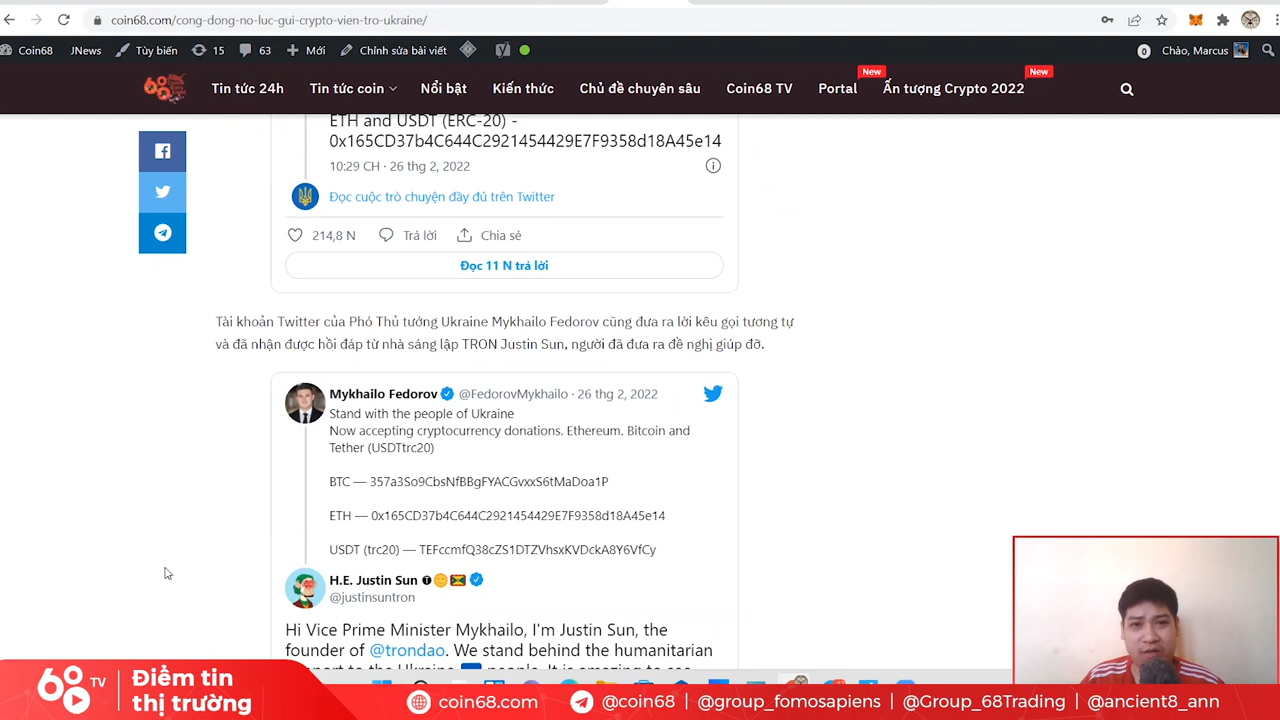 coin68.com/cong-dong-no-luc-gui-crypto-vien-tro-ukraine/
Coin68 JNews Tùy biến 15 63 Mới Chỉnh sửa bài viết 0 Chào, Marcus
68 Tin tức 24h Tin tức coin Nổi bật Kiến thức Chủ đề chuyên sâu Coin68 TV Portal New Ấn tượng Crypto 2022 New
ETH and USDT (ERC-20) -
0x165CD37b4C644C2921454429E7F9358d18A45e14
10:29 CH · 26 thg 2, 2022
Đọc cuộc trò chuyện đầy đủ trên Twitter
214,8 N Trả lời Chia sẻ
Đọc 11 N trả lời
Tài khoản Twitter của Phó Thủ tướng Ukraine Mykhailo Fedorov cũng đưa ra lời kêu gọi tương tự
và đã nhận được hồi đáp từ nhà sáng lập TRON Justin Sun, người đã đưa ra đề nghị giúp đỡ.
Mykhailo Fedorov @FedorovMykhailo · 26 thg 2, 2022
Stand with the people of Ukraine
Now accepting cryptocurrency donations. Ethereum. Bitcoin and
Tether (USDTtrc20)
BTC — 357a3So9CbsNfBBgFYACGvxxS6tMaDoa1P
ETH — 0x165CD37b4C644C2921454429E7F9358d18A45e14
USDT (trc20) — TEFccmfQ38cZS1DTZVhsxKVDckA8Y6VfCy
H.E. Justin Sun
@justinsuntron
Hi Vice Prime Minister Mykhailo, I'm Justin Sun, the
founder of @trondao. We stand behind the humanitarian
68 TV
Điểm tin
thị trường
coin68.com @coin68 | @group_fomosapiens | @Group_68Trading | @ancient8_ann